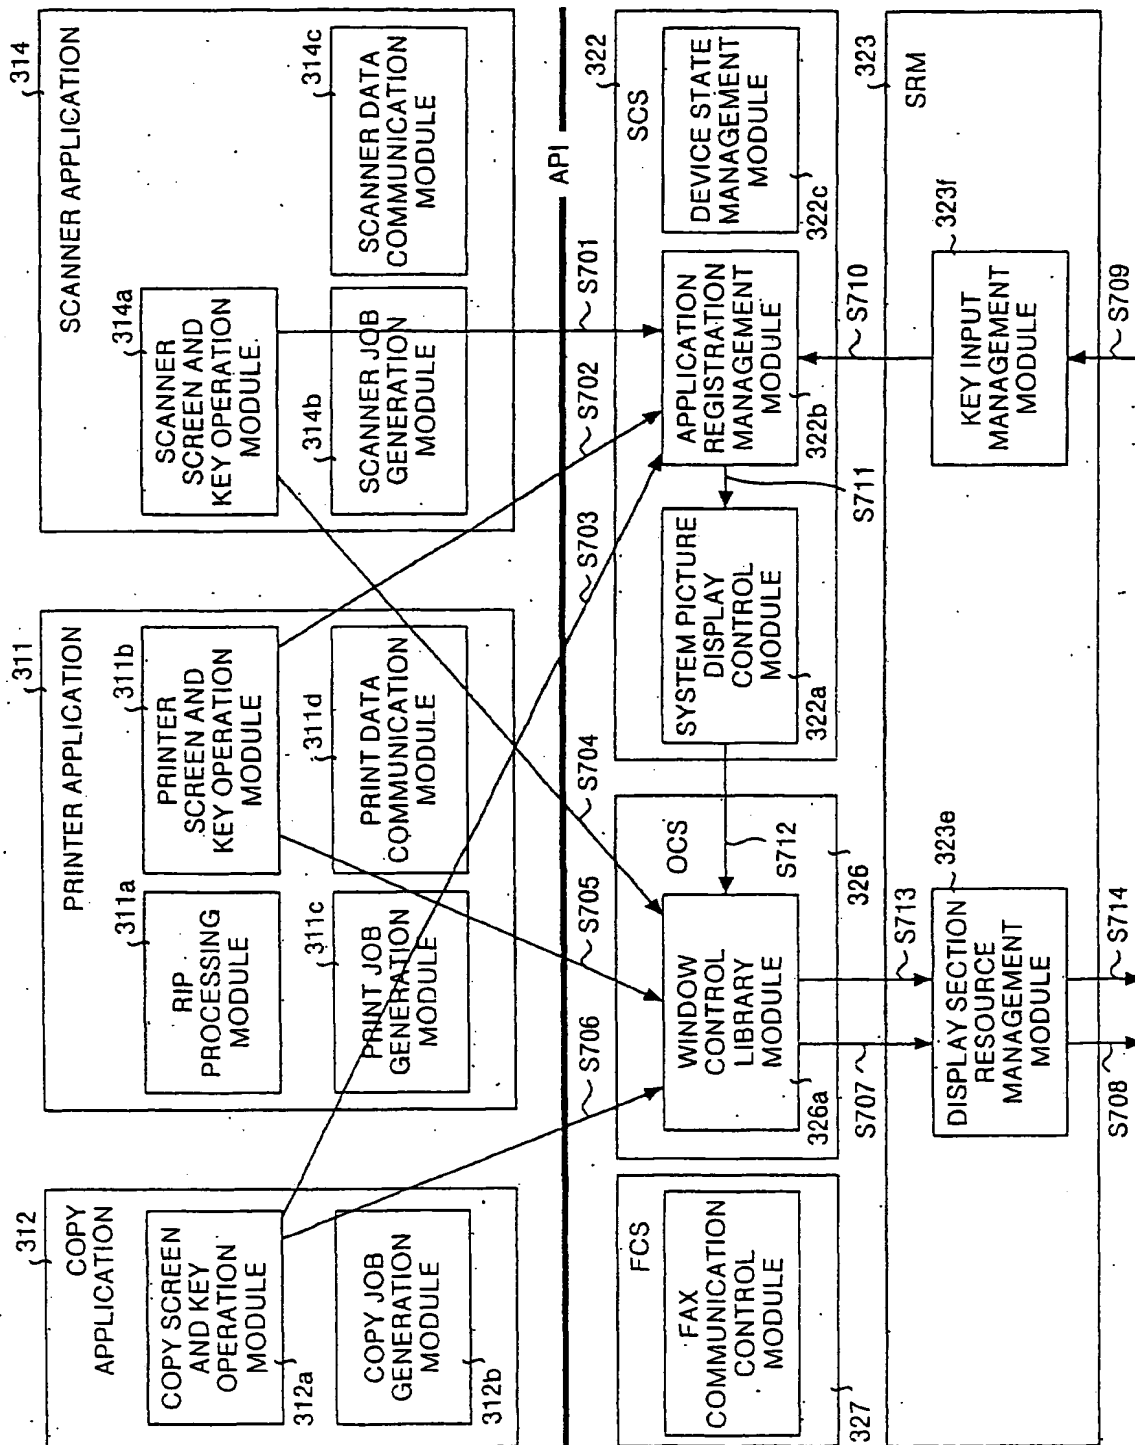 312
COPY
APPLICATION
COPY SCREEN
AND KEY
OPERATION
MODULE
312a
COPY JOB
GENERATION
MODULE
312b
311
PRINTER APPLICATION
311a
RIP
PROCESSING
MODULE
311b
PRINTER
SCREEN AND
KEY OPERATION
MODULE
311c
PRINT JOB
GENERATION
MODULE
311d
PRINT DATA
COMMUNICATION
MODULE
314
SCANNER APPLICATION
314a
SCANNER
SCREEN AND
KEY OPERATION
MODULE.
314b
SCANNER JOB
GENERATION
MODULE
314c
SCANNER DATA
COMMUNICATION
MODULE
API
S706
S705
S704
S703
S702
S701
FCS
FAX
COMMUNICATION
CONTROL
MODULE
327
OCS
WINDOW
CONTROL
LIBRARY
MODULE
326a
S712
326
322
SCS
SYSTEM PICTURE
DISPLAY
CONTROL
MODULE
322a
APPLICATION
REGISTRATION
MANAGEMENT
MODULE
322b
DEVICE STATE
MANAGEMENT
MODULE
322c
S707
S713
S711
S710
323
SRM
323e
DISPLAY SECTION
RESOURCE
MANAGEMENT
MODULE
323f
KEY INPUT
MANAGEMENT
MODULE
S708
S714
S709